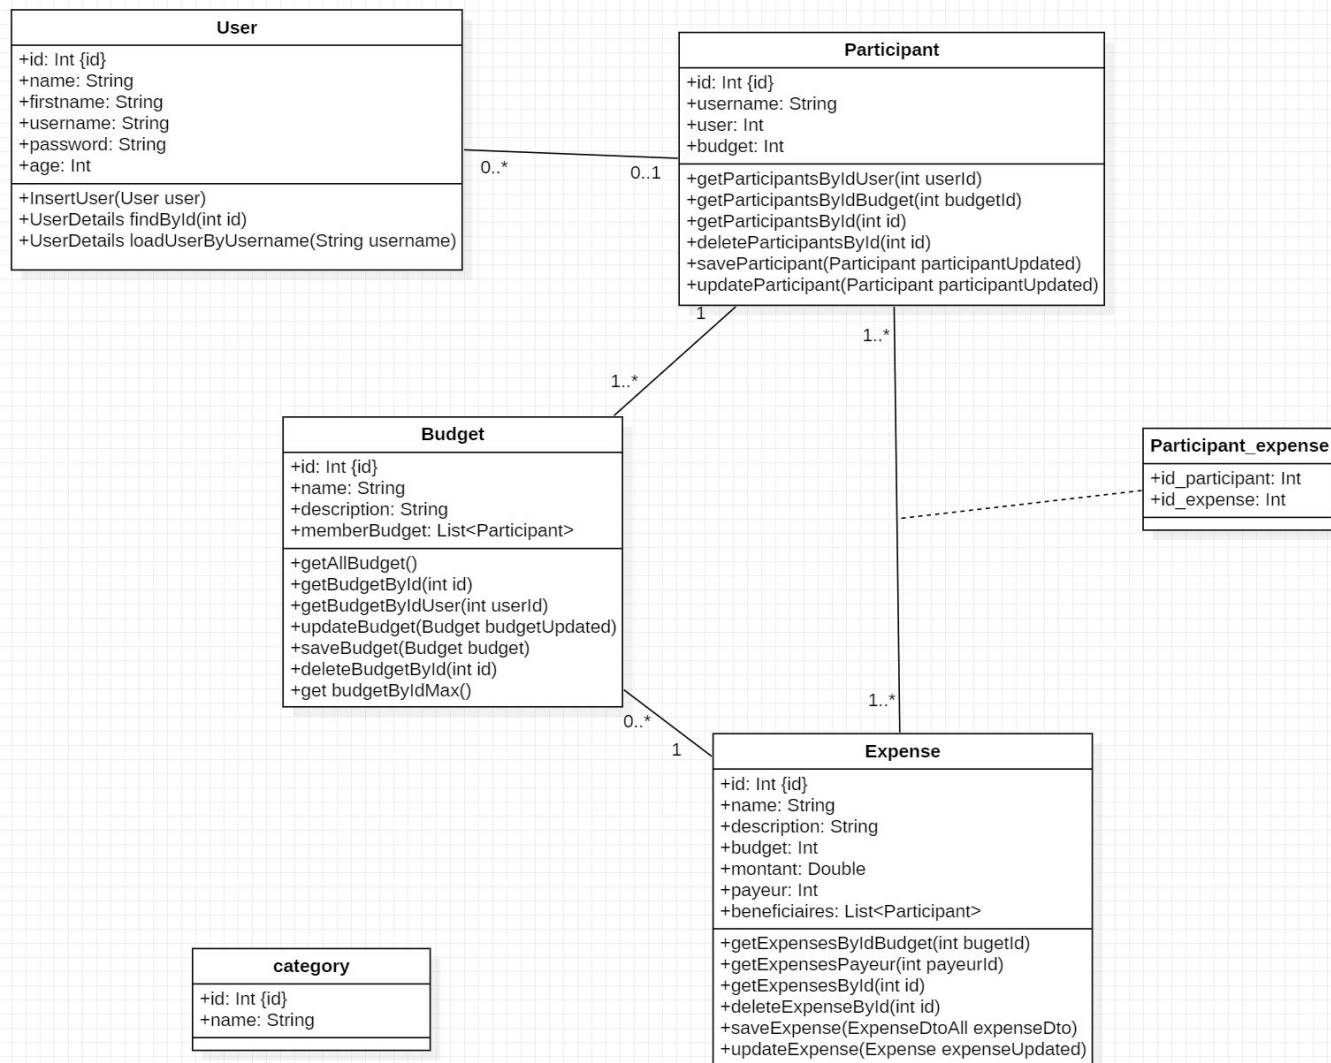 User
+id: Int {id}
+name: String
+firstname: String
+username: String
+password: String
+age: Int
+InsertUser(User user)
+UserDetails findById(int id)
+UserDetails loadUserByUsername(String username)
0..*
0..1
Participant
+id: Int {id}
+username: String
+user: Int
+budget: Int
+getParticipantsByIdUser(int userId)
+getParticipantsByIdBudget(int budgetId)
+getParticipantsById(int id)
+deleteParticipantsById(int id)
+saveParticipant(Participant participantUpdated)
+updateParticipant(Participant participantUpdated)
1
1..*
1..*
Budget
+id: Int {id}
+name: String
+description: String
+memberBudget: List<Participant>
+getAllBudget()
+getBudgetById(int id)
+getBudgetByIdUser(int userId)
+updateBudget(Budget budgetUpdated)
+saveBudget(Budget budget)
+deleteBudgetById(int id)
+get budgetByIdMax()
Participant_expense
+id_participant: Int
+id_expense: Int
0..*
1
1..*
Expense
+id: Int {id}
+name: String
+description: String
+budget: Int
+montant: Double
+payeur: Int
+beneficiaires: List<Participant>
+getExpensesByIdBudget(int bugetId)
+getExpensesPayeur(int payeurId)
+getExpensesById(int id)
+deleteExpenseById(int id)
+saveExpense(ExpenseDtoAll expenseDto)
+updateExpense(Expense expenseUpdated)
category
+id: Int {id}
+name: String